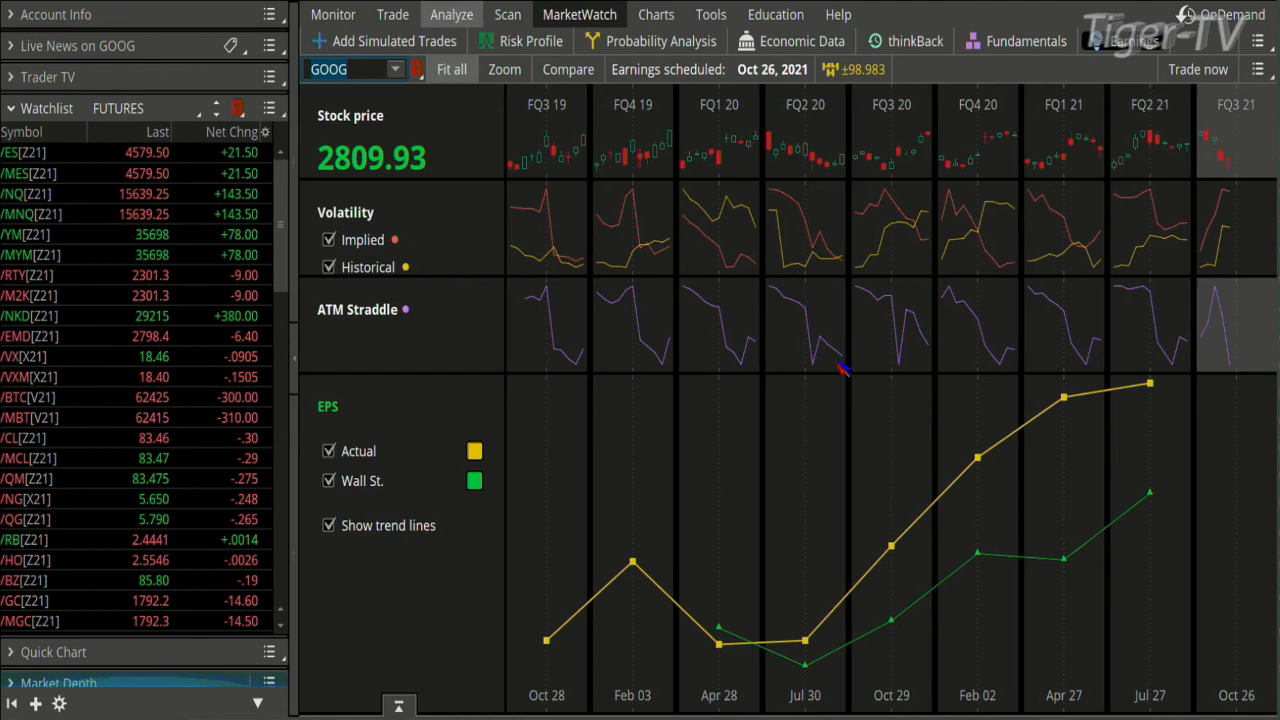 Account Info
Live News on GOOG
Trader TV
Watchlist FUTURES
Symbol Last Net Chng
/ES[Z21] 4579.50 +21.50
/MES[Z21] 4579.50 +21.50
/NQ[Z21] 15639.25 +143.50
/MNQ[Z21] 15639.25 +143.50
/YM[Z21] 35698 +78.00
/MYM[Z21] 35698 +78.00
/RTY[Z21] 2301.3 -9.00
/M2K[Z21] 2301.3 -9.00
/NKD[Z21] 29215 +380.00
/EMD[Z21] 2798.4 -6.40
/VX[X21] 18.46 -.0905
/VXM[X21] 18.40 -.1505
/BTC[V21] 62425 -300.00
/MBT[V21] 62415 -310.00
/CL[Z21] 83.46 -.30
/MCL[Z21] 83.47 -.29
/QM[Z21] 83.475 -.275
/NG[X21] 5.650 -.248
/QG[Z21] 5.790 -.265
/RB[Z21] 2.4441 +.0014
/HO[Z21] 2.5546 -.0026
/BZ[Z21] 85.80 -.19
/GC[Z21] 1792.2 -14.60
/MGC[Z21] 1792.3 -14.50
Quick Chart
Market Depth
Monitor Trade Analyze Scan MarketWatch Charts Tools Education Help OnDemand
Tiger-TV
Add Simulated Trades Risk Profile Probability Analysis Economic Data thinkBack Fundamentals Earnings
GOOG Fit all Zoom Compare Earnings scheduled: Oct 26, 2021 ±98.983 Trade now
FQ3 19 FQ4 19 FQ1 20 FQ2 20 FQ3 20 FQ4 20 FQ1 21 FQ2 21 FQ3 21
Stock price
2809.93
Volatility
Implied
Historical
ATM Straddle
EPS
Actual
Wall St.
Show trend lines
Oct 28 Feb 03 Apr 28 Jul 30 Oct 29 Feb 02 Apr 27 Jul 27 Oct 26